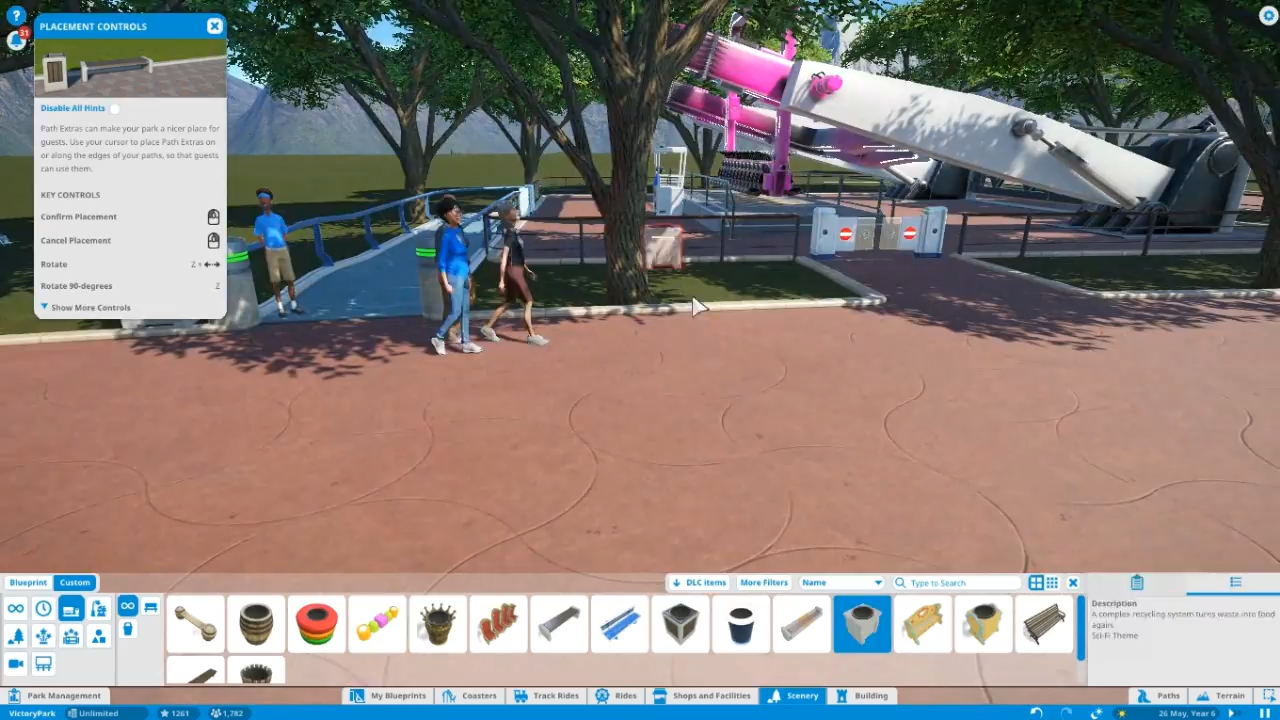 ?
31
PLACEMENT CONTROLS
Disable All Hints
Path Extras can make your park a nicer place for
guests. Use your cursor to place Path Extras on
or along the edges of your paths, so that guests
can use them.
KEY CONTROLS
Confirm Placement
Cancel Placement
Rotate Z +
Rotate 90-degrees Z
Show More Controls
Blueprint Custom
DLC items More Filters Name Type to Search
Description
A complex recycling system turns waste into food
again.
Sci-Fi Theme
Park Management My Blueprints Coasters Track Rides Rides Shops and Facilities Scenery Building Paths Terrain
VictoryPark Unlimited 1261 1,782 26 May, Year 6